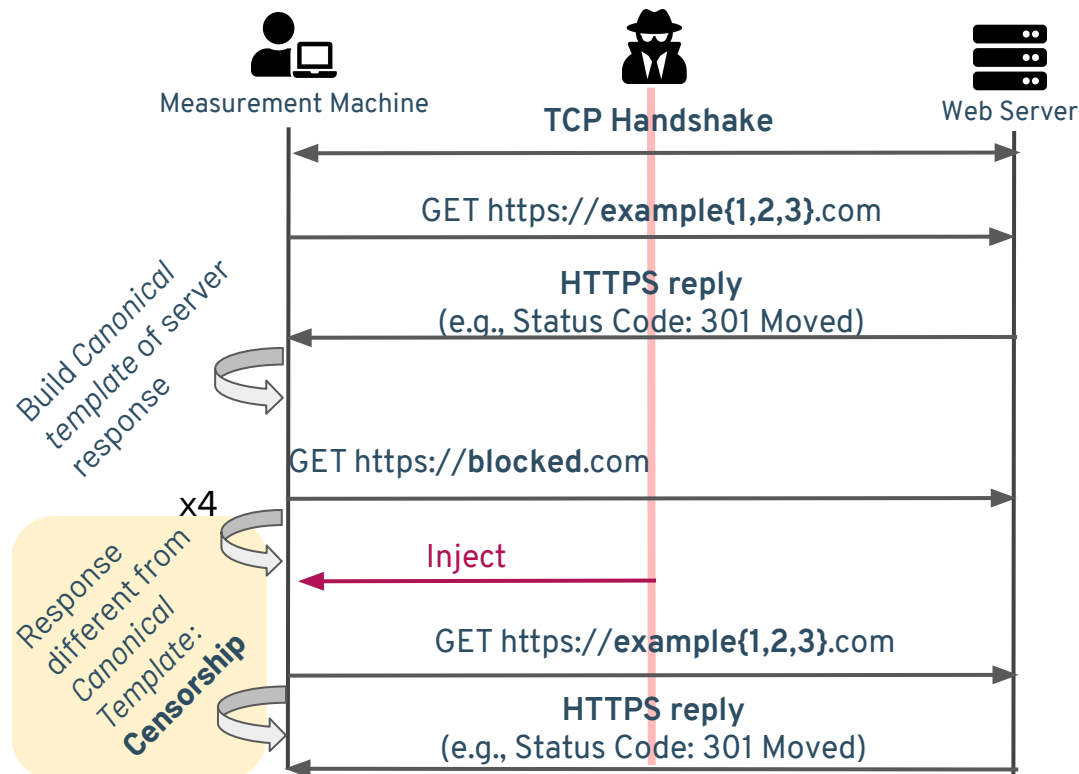 Measurement Machine
Web Server
TCP Handshake
GET https://example{1,2,3}.com
HTTPS reply
(e.g., Status Code: 301 Moved)
Build Canonical
template of server
response
GET https://blocked.com
x4
Inject
Response
different from
Canonical
Template:
Censorship
GET https://example{1,2,3}.com
HTTPS reply
(e.g., Status Code: 301 Moved)